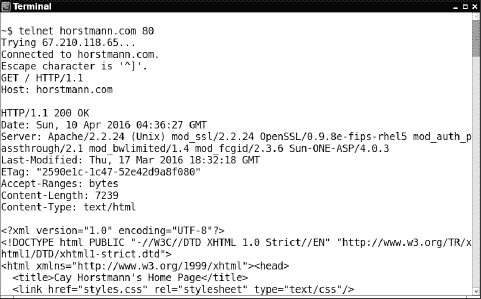 Terminal
~$ telnet horstmann.com 80
Trying 67.210.118.65...
Connected to horstmann.com.
Escape character is '^]'.
GET / HTTP/1.1
Host: horstmann.com
HTTP/1.1 200 OK
Date: Sun, 10 Apr 2016 04:36:27 GMT
Server: Apache/2.2.24 (Unix) mod_ssl/2.2.24 OpenSSL/0.9.8e-fips-rhel5 mod_auth_p
assthrough/2.1 mod_bwlimited/1.4 mod_fcgid/2.3.6 Sun-ONE-ASP/4.0.3
Last-Modified: Thu, 17 Mar 2016 18:32:18 GMT
ETag: "2590e1c-1c47-52e42d9a8f080"
Accept-Ranges: bytes
Content-Length: 7239
Content-Type: text/html
<?xml version="1.0" encoding="UTF-8"?>
<!DOCTYPE html PUBLIC "-//W3C//DTD XHTML 1.0 Strict//EN" "http://www.w3.org/TR/x
html1/DTD/xhtml1-strict.dtd">
<html xmlns="http://www.w3.org/1999/xhtml"><head>
<title>Cay Horstmann's Home Page</title>
<link href="styles.css" rel="stylesheet" type="text/css"/>